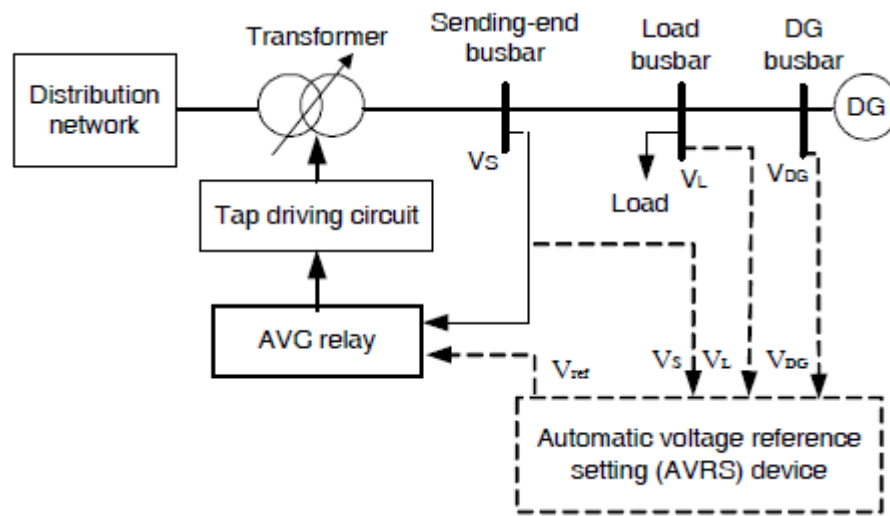 Transformer
Sending-end
busbar
Load
busbar
DG
busbar
Distribution
network
DG
VS
VL
VDG
Load
Tap driving circuit
AVC relay
Vref
VS
VL
VDG
Automatic voltage reference
setting (AVRS) device